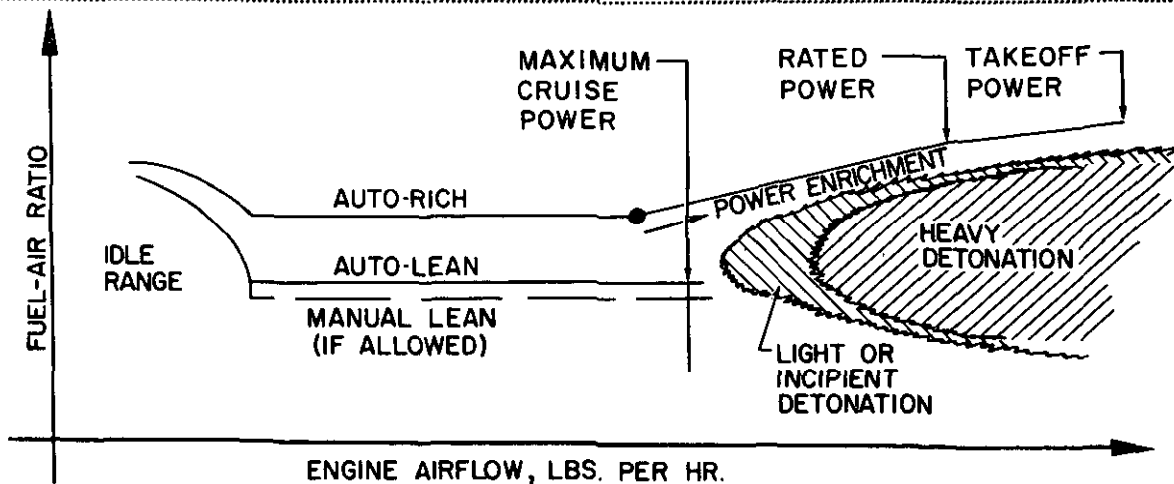 MAXIMUM
CRUISE
POWER
RATED
POWER
TAKEOFF
POWER
FUEL-AIR RATIO
AUTO-RICH
POWER ENRICHMENT
IDLE
RANGE
AUTO-LEAN
HEAVY
DETONATION
MANUAL LEAN
(IF ALLOWED)
LIGHT OR
INCIPIENT
DETONATION
ENGINE AIRFLOW, LBS. PER HR.